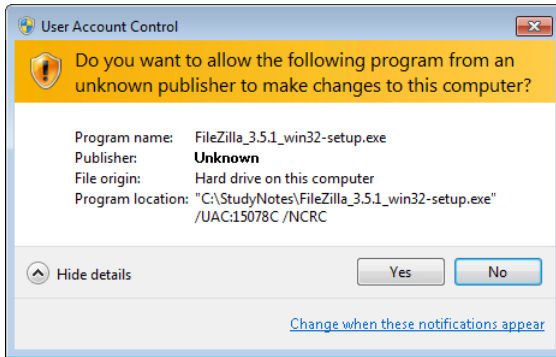 User Account Control
Do you want to allow the following program from an
unknown publisher to make changes to this computer?
Program name: FileZilla_3.5.1_win32-setup.exe
Publisher: Unknown
File origin: Hard drive on this computer
Program location: "C:\StudyNotes\FileZilla_3.5.1_win32-setup.exe"
/UAC:15078C /NCRC
Hide details
Yes No
Change when these notifications appear